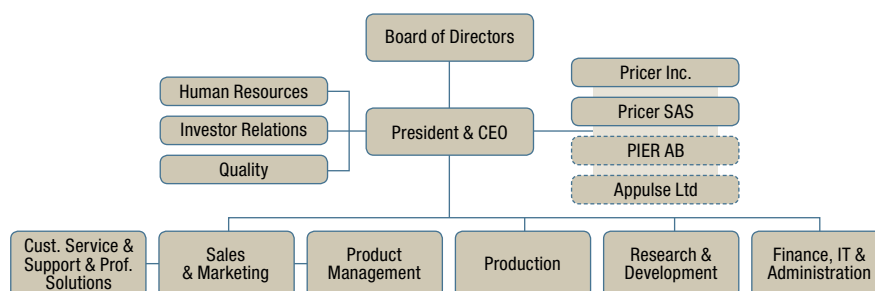 Board of Directors
Human Resources
Investor Relations
Quality
President & CEO
Pricer Inc.
Pricer SAS
PIER AB
Appulse Ltd
Cust. Service &
Support & Prof.
Solutions
Sales
& Marketing
Product
Management
Production
Research &
Development
Finance, IT &
Administration